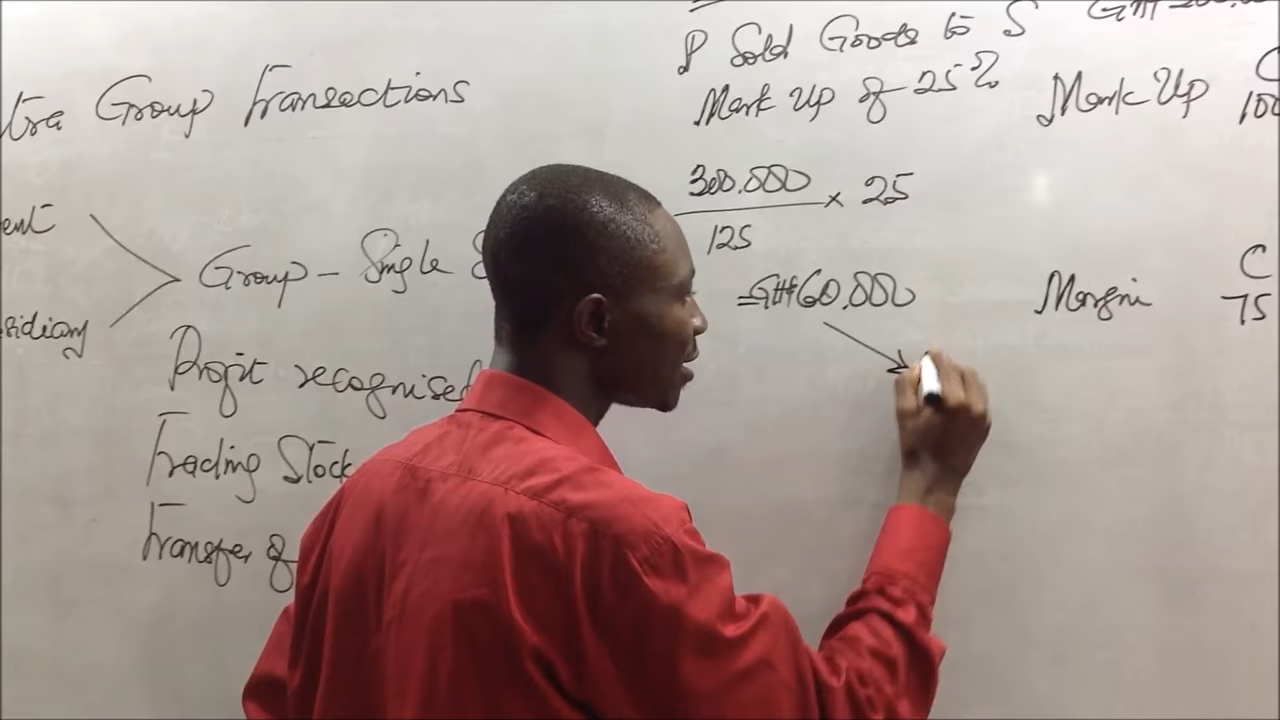 tra Group Transactions
ent
Group - Single
sidiary
Profit recognised
Trading Stock
Transfer of
P Sold Goods to S
Mark Up of 25%
300.000 × 25
125
= GH¢60.000
Mark Up
C
100
Margin
C
75